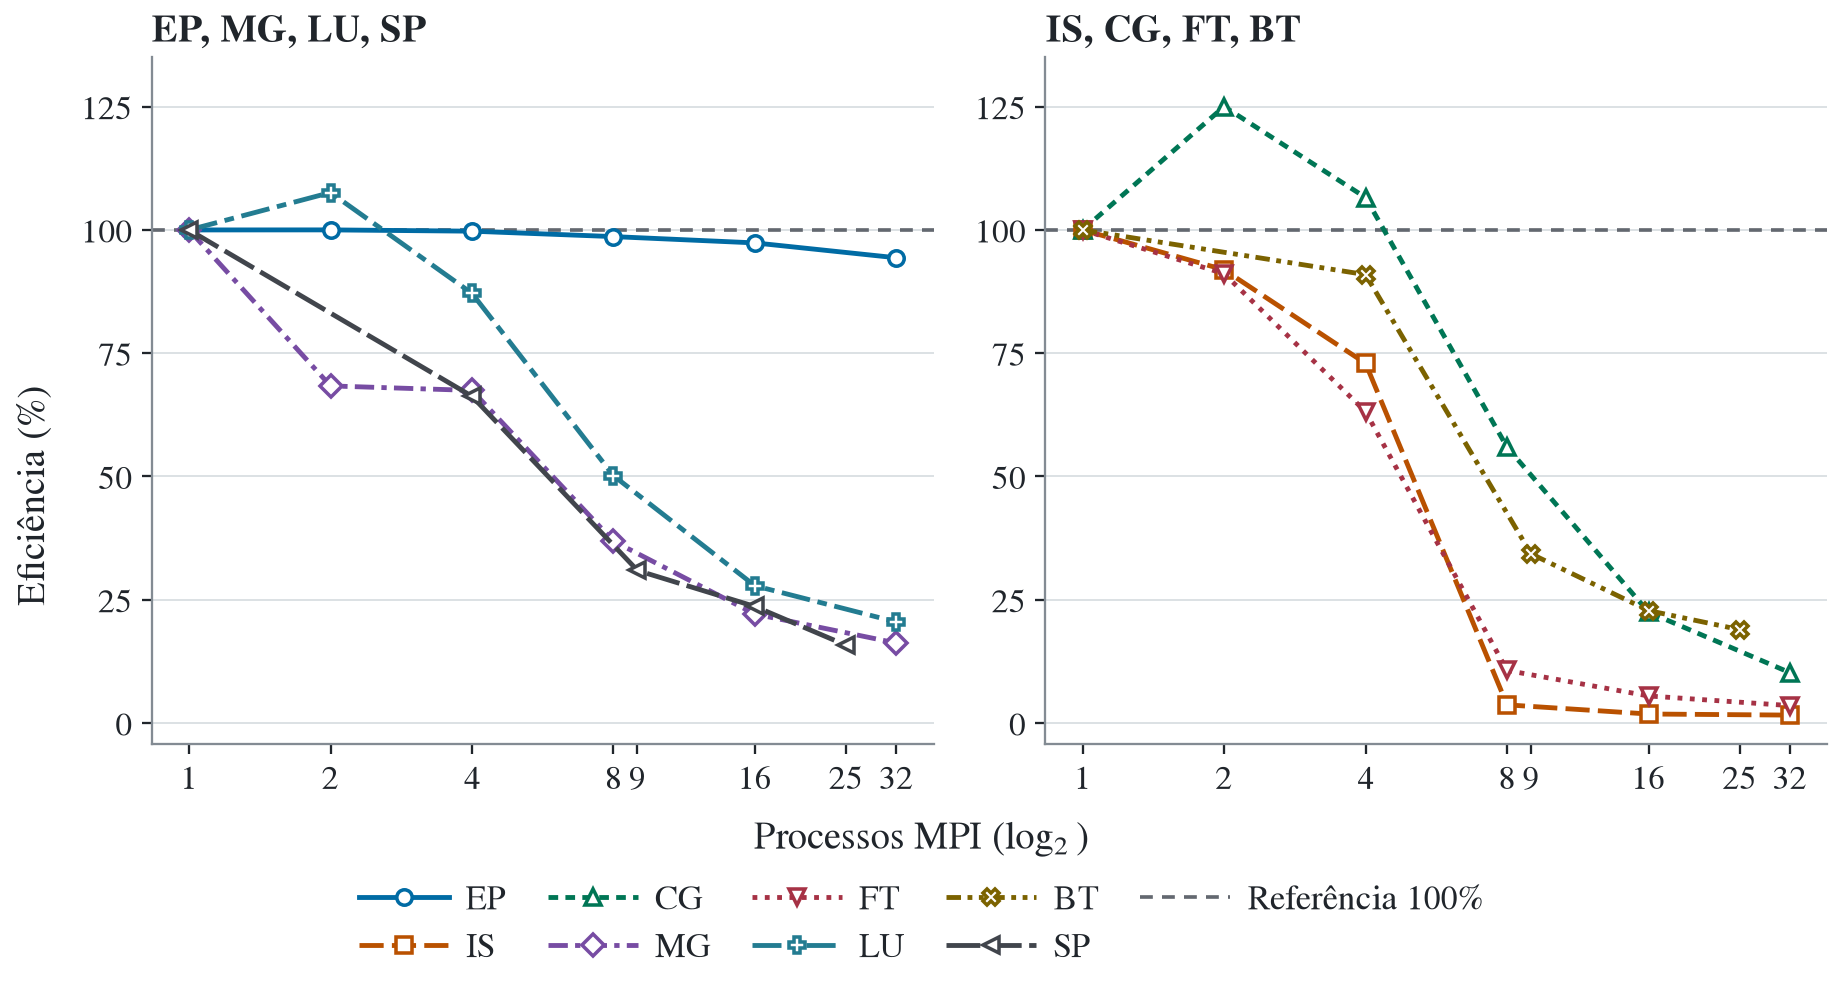 EP, MG, LU, SP
IS, CG, FT, BT
125
100
75
50
25
0
125
100
75
50
25
0
Eficiência (%)
1 2 4 8 9 16 25 32
1 2 4 8 9 16 25 32
Processos MPI (log₂ )
EP CG FT BT Referência 100%
IS MG LU SP